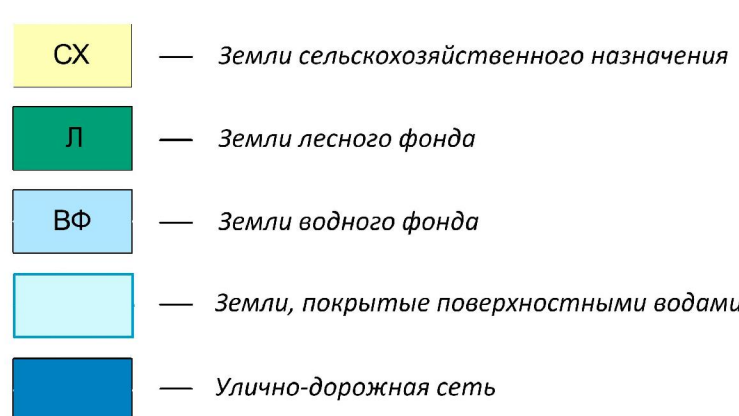 СХ — Земли сельскохозяйственного назначения
Л — Земли лесного фонда
ВФ — Земли водного фонда
— Земли, покрытые поверхностными водами
— Улично-дорожная сеть